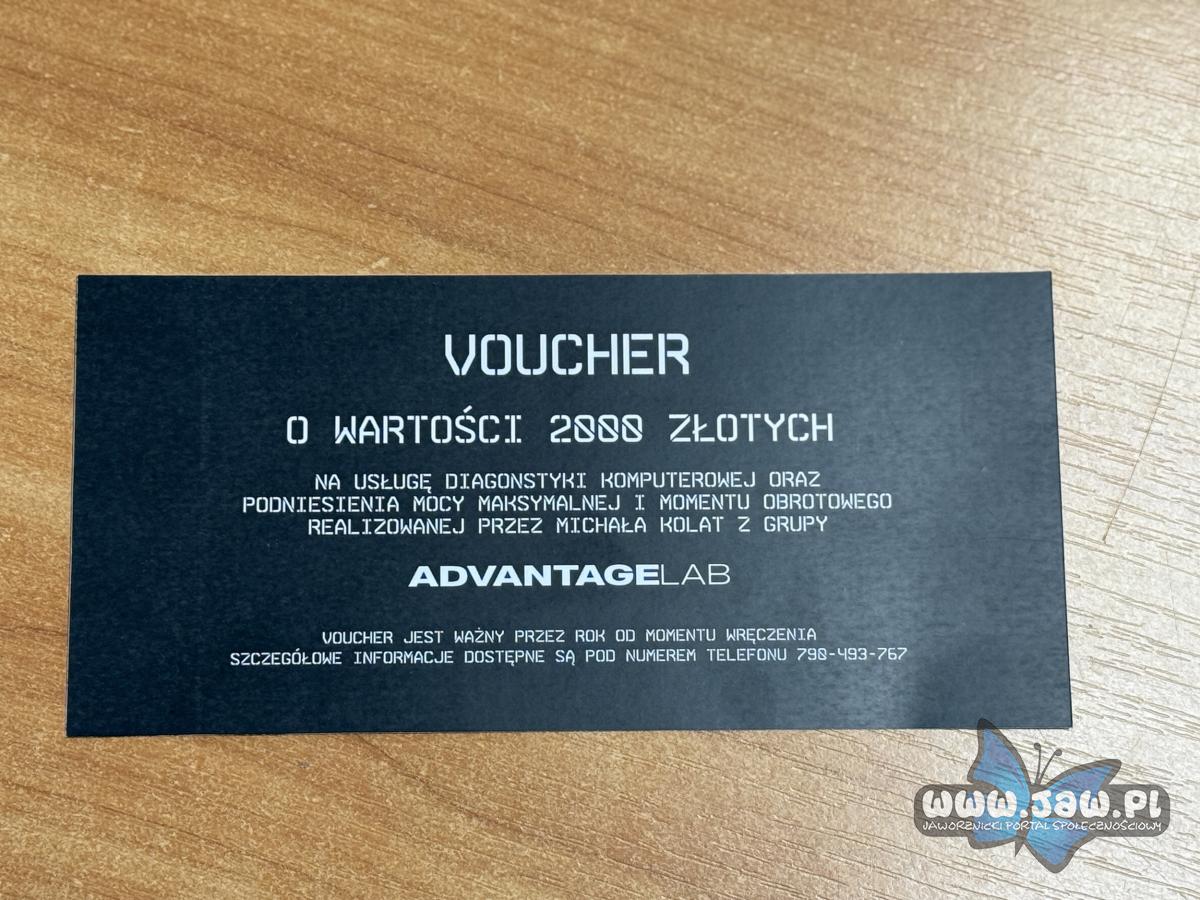 VOUCHER
O WARTOŚCI 2000 ZŁOTYCH
NA USŁUGĘ DIAGONSTYKI KOMPUTEROWEJ ORAZ
PODNIESIENIA MOCY MAKSYMALNEJ I MOMENTU OBROTOWEGO
REALIZOWANEJ PRZEZ MICHAŁA KOLAT Z GRUPY
ADVANTAGELAB
VOUCHER JEST WAŻNY PRZEZ ROK OD MOMENTU WRĘCZENIA
SZCZEGÓŁOWE INFORMACJE DOSTĘPNE SĄ POD NUMEREM TELEFONU 790-493-767
www.jaw.pl
JAWORZNICKI PORTAL SPOŁECZNOŚCIOWY